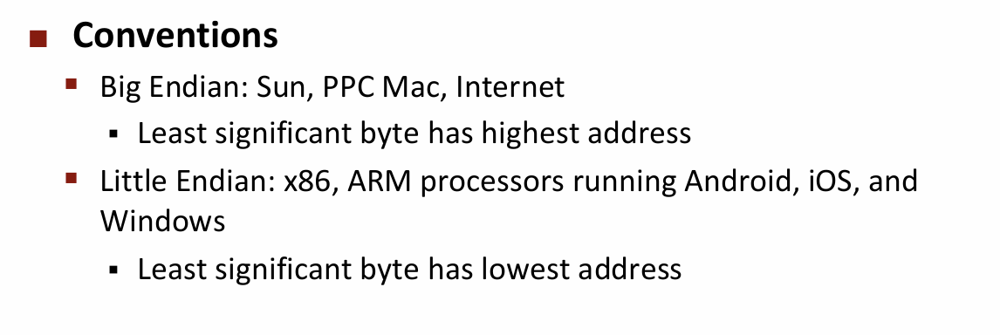 Conventions
Big Endian: Sun, PPC Mac, Internet
Least significant byte has highest address
Little Endian: x86, ARM processors running Android, iOS, and
Windows
Least significant byte has lowest address